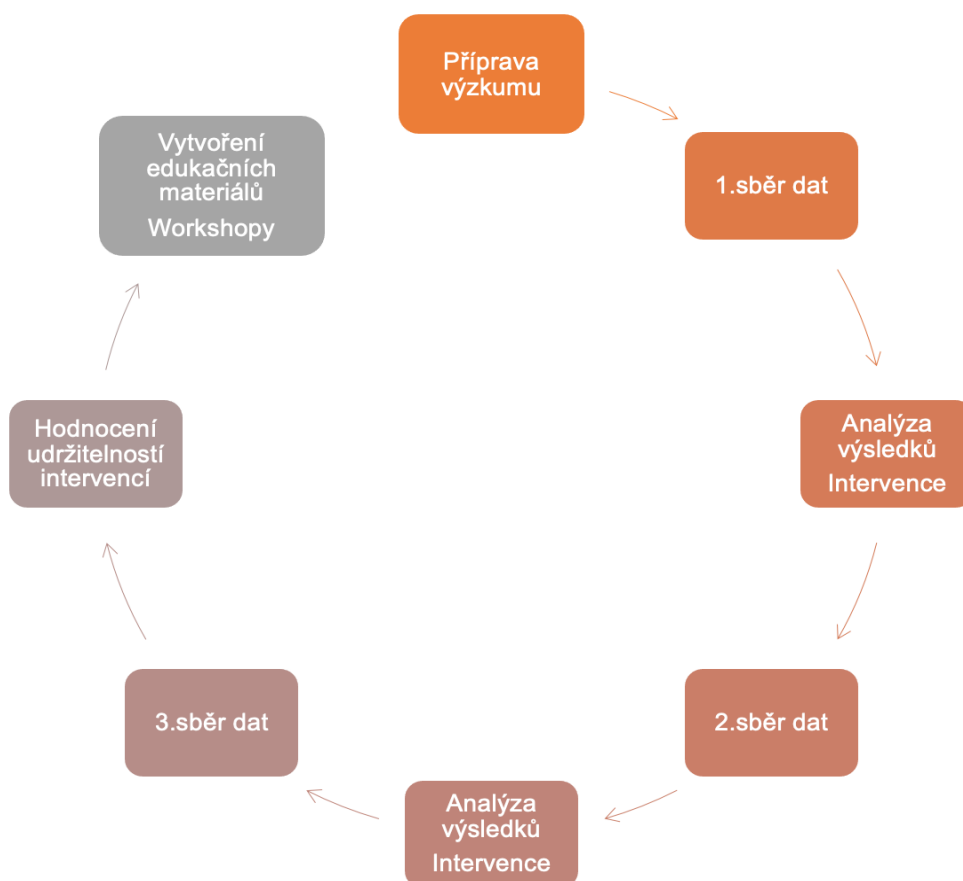 Příprava
výzkumu
1.sběr dat
Analýza
výsledků
Intervence
2.sběr dat
Analýza
výsledků
Intervence
3.sběr dat
Hodnocení
udržitelností
intervencí
Vytvoření
edukačních
materiálů
Workshopy